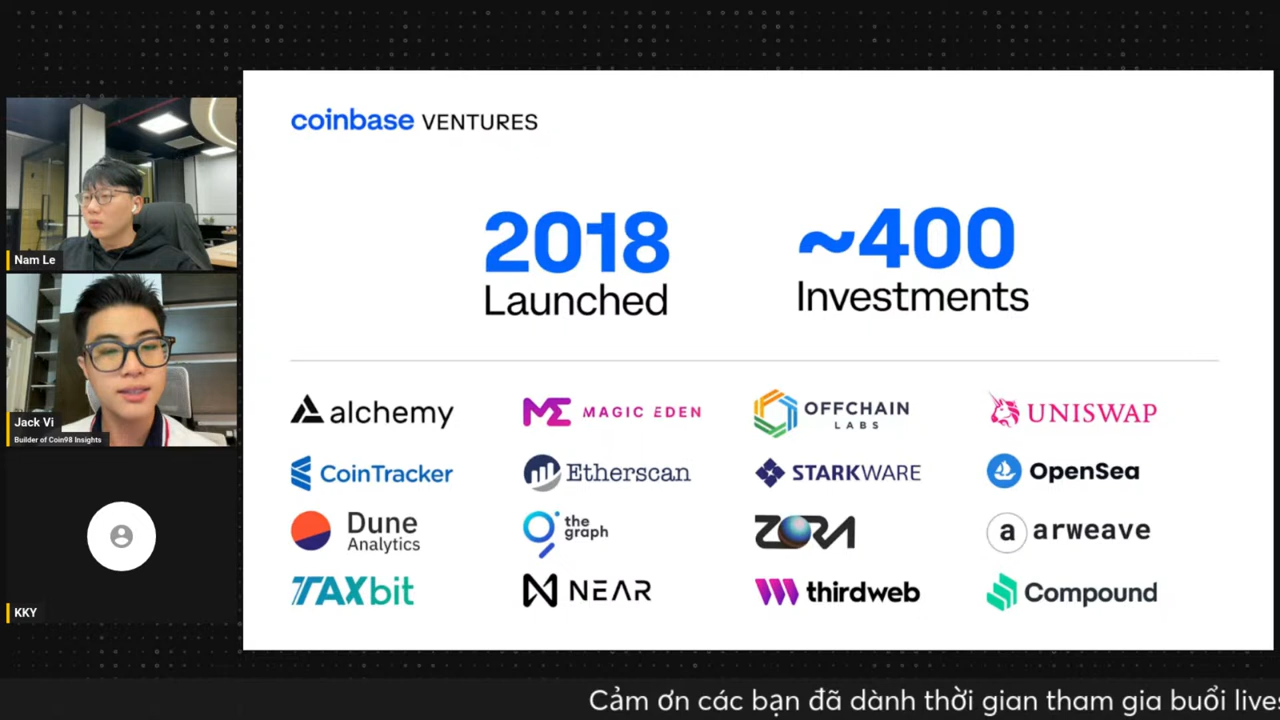 Nam Le
Jack Vi
Builder of Coin98 Insights
KKY
coinbase VENTURES
2018
Launched
~400
Investments
alchemy
MAGIC EDEN
OFFCHAIN
LABS
UNISWAP
CoinTracker
Etherscan
STARKWARE
OpenSea
Dune
Analytics
the
graph
ZORA
a arweave
TAXbit
NEAR
thirdweb
Compound
Cảm ơn các bạn đã dành thời gian tham gia buổi live